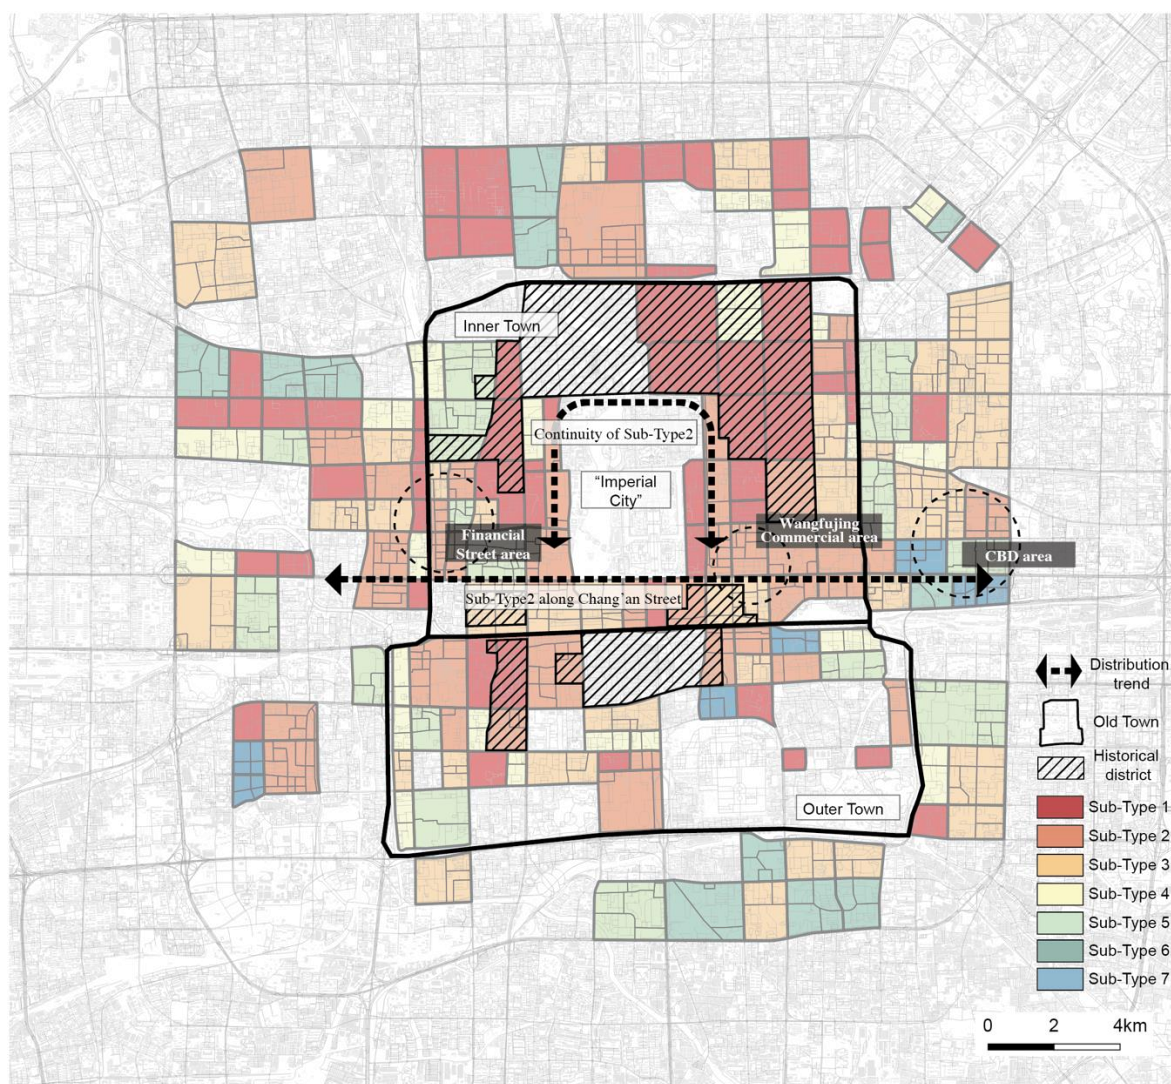 Inner Town
Continuity of Sub-Type2
“Imperial
City”
Financial
Street area
Wangfujing
Commercial area
CBD area
Sub-Type2 along Chang’an Street
Outer Town
Distribution
trend
Old Town
Historical
district
Sub-Type 1
Sub-Type 2
Sub-Type 3
Sub-Type 4
Sub-Type 5
Sub-Type 6
Sub-Type 7
0 2 4km